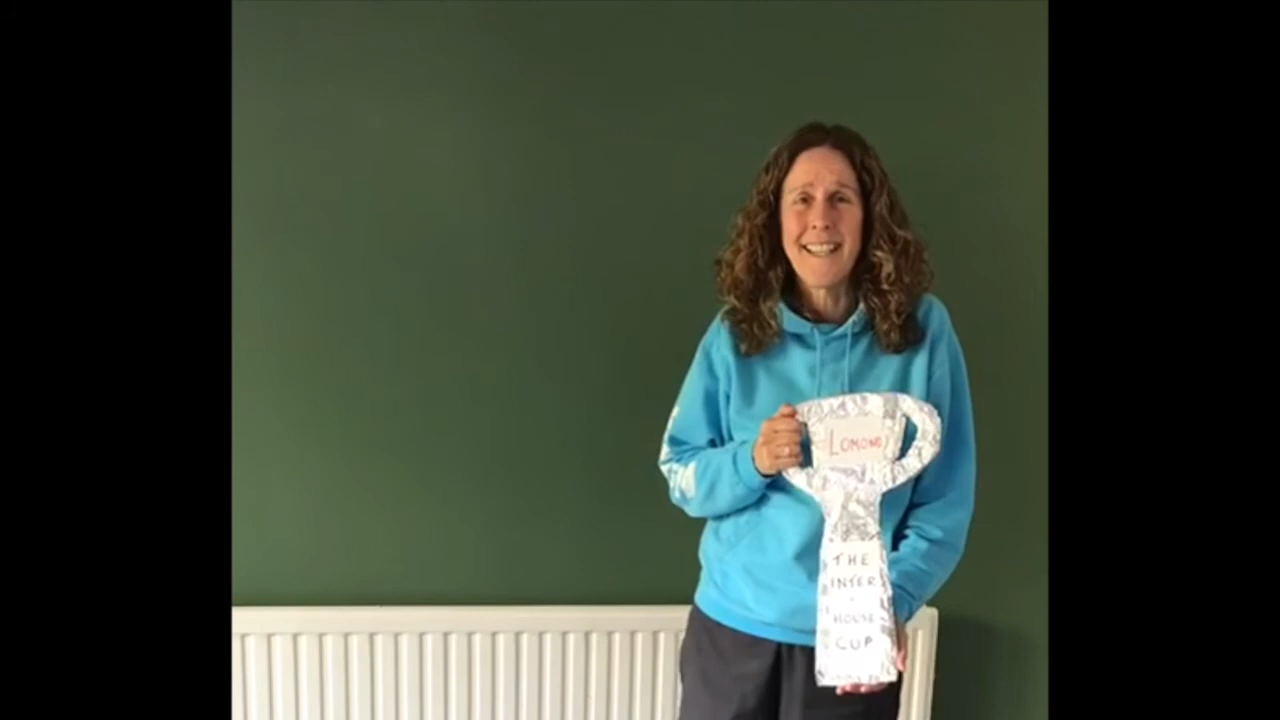 LOMOND
THE
INTER
-
HOUSE
CUP